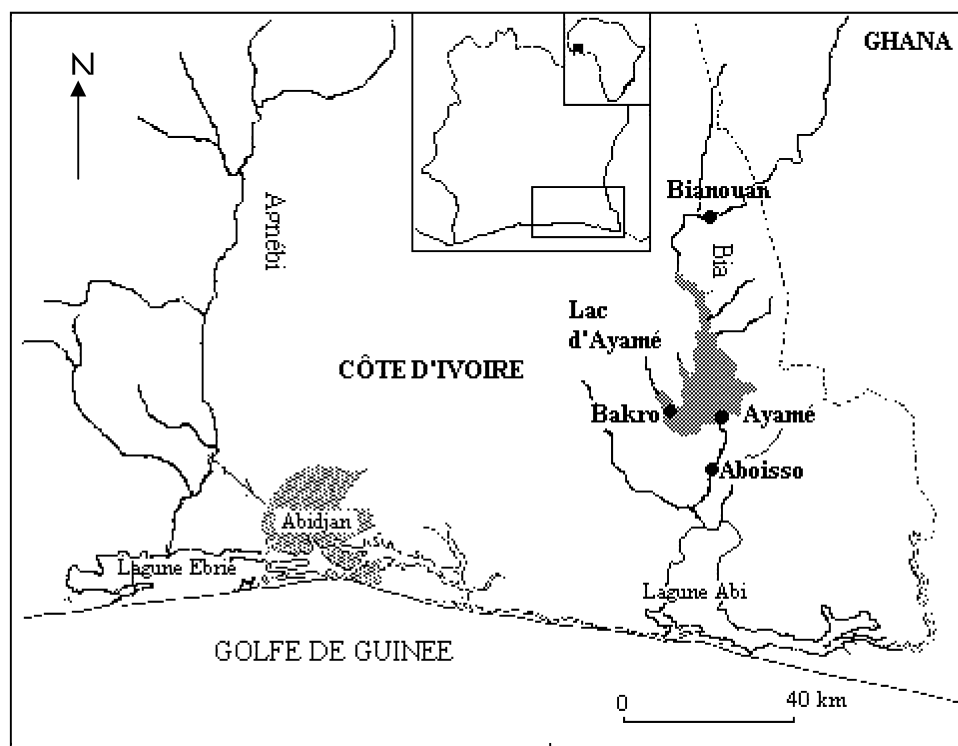 GHANA
N
Bianouan
Agnébi
Bia
Lac
d'Ayamé
CÔTE D'IVOIRE
Bakro
Ayamé
Aboisso
Abidjan
Lagune Ebrié
Lagune Abi
GOLFE DE GUINEE
0 40 km